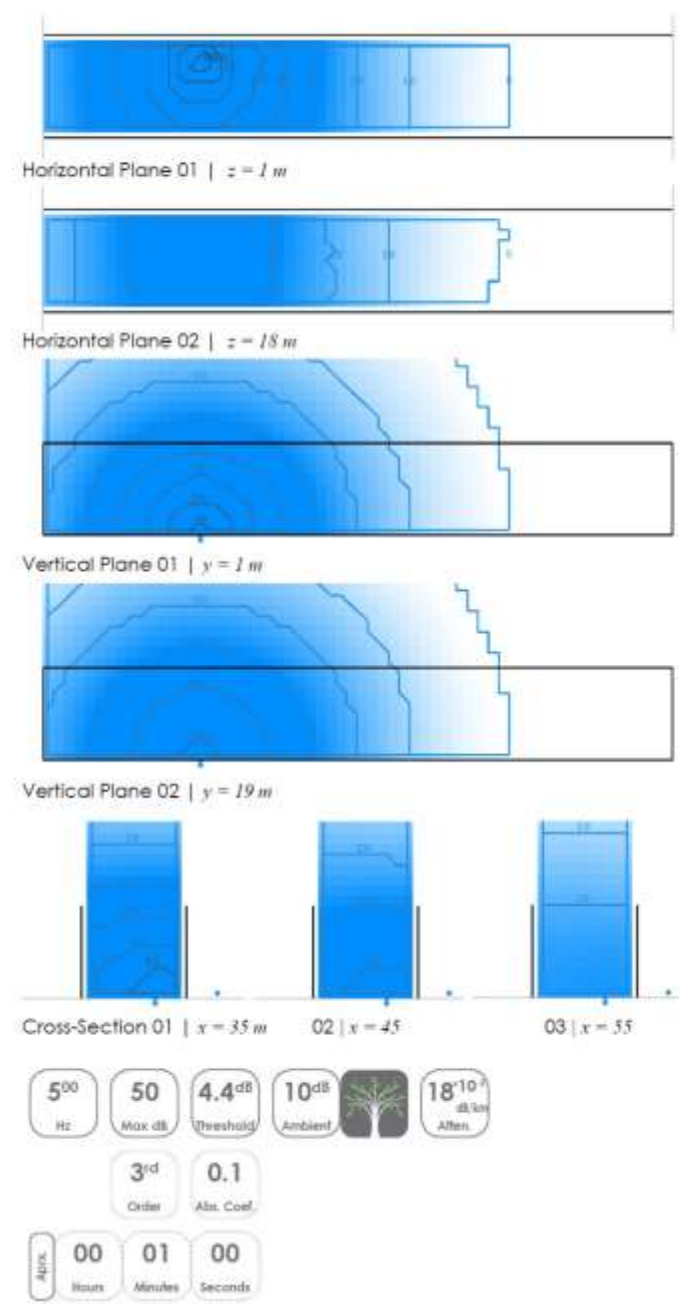 Horizontal Plane 01 | z = 1 m
Horizontal Plane 02 | z = 18 m
Vertical Plane 01 | y = 1 m
Vertical Plane 02 | y = 19 m
Cross-Section 01 | x = 35 m 02 | x = 45 03 | x = 55
5⁰⁰ 50 4.4dB 10dB 18*10⁻² dB/km
Hz Max dB Threshold Ambient Atten.
3rd 0.1
Order Abs. Coef.
Apprx. 00 01 00
Hours Minutes Seconds